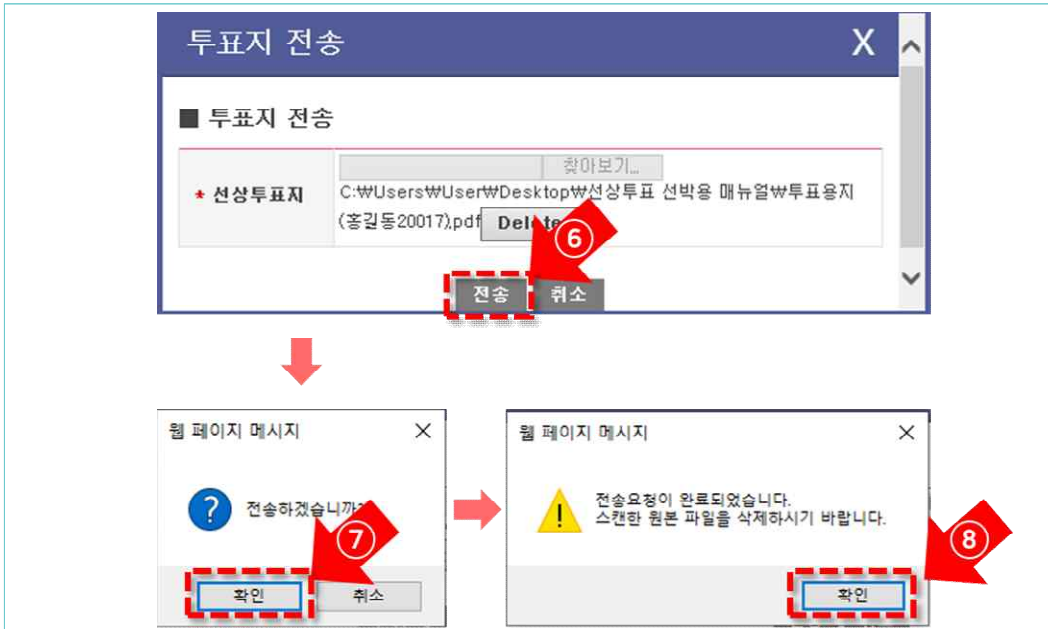 투표지 전송 X
■ 투표지 전송
찾아보기...
* 선상투표지
C:₩Users₩User₩Desktop₩선상투표 선박용 매뉴얼₩투표용지
(홍길동20017).pdf Delete
⑥
전송 취소
웹 페이지 메시지
전송하겠습니까?
⑦
확인 취소
웹 페이지 메시지
전송요청이 완료되었습니다.
스캔한 원본 파일을 삭제하시기 바랍니다.
⑧
확인